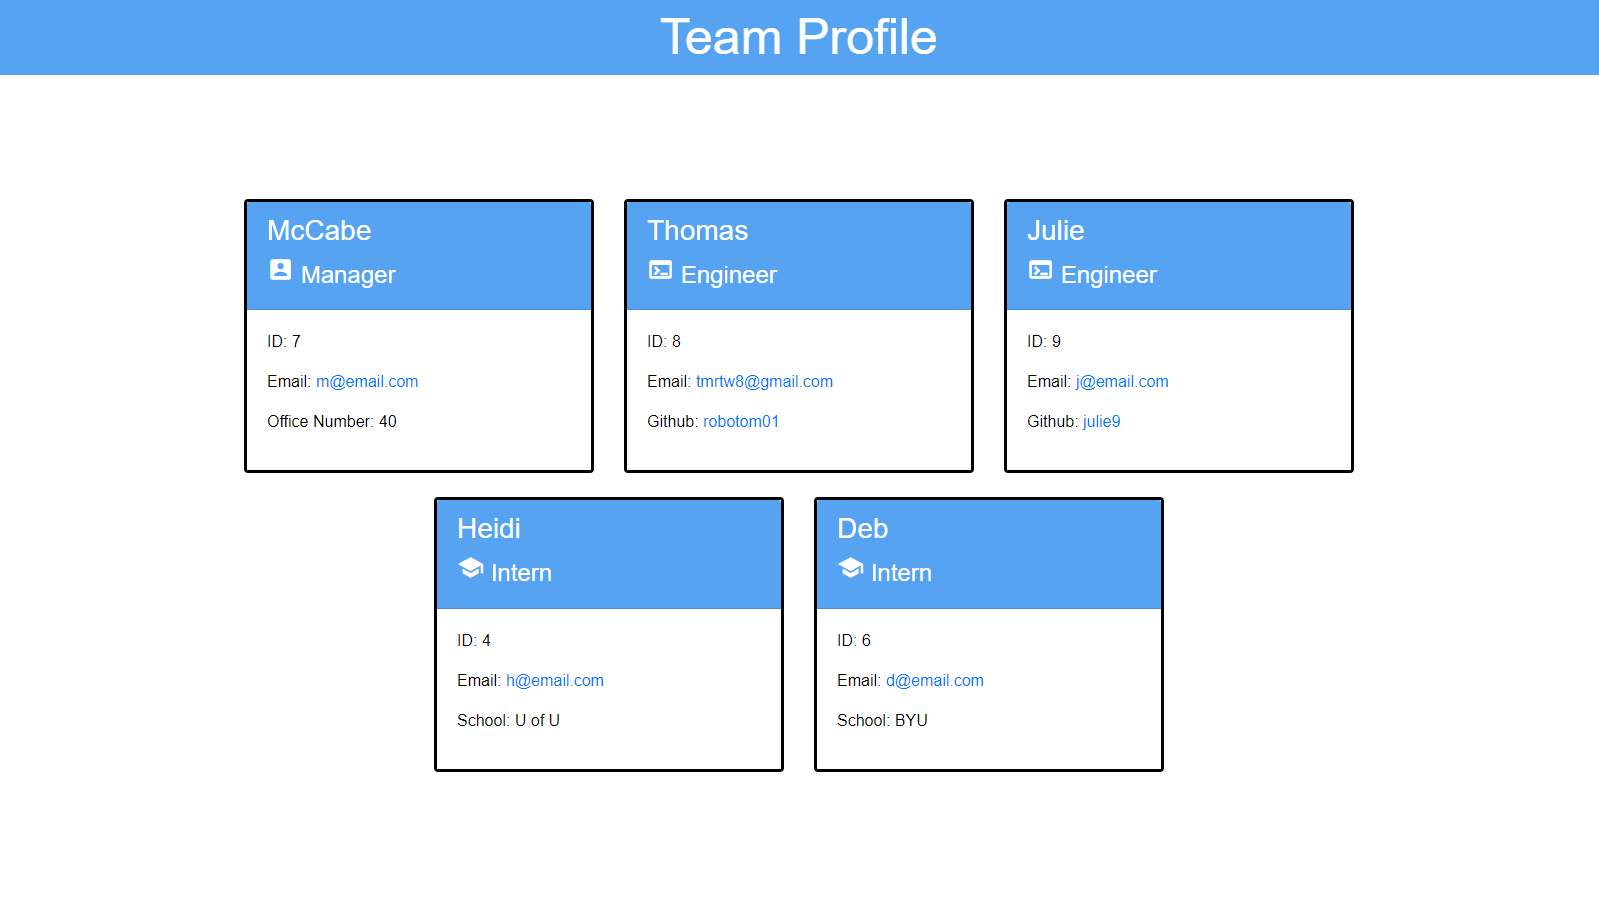 Team Profile
McCabe
Manager
ID: 7
Email: m@email.com
Office Number: 40
Thomas
Engineer
ID: 8
Email: tmrtw8@gmail.com
Github: robotom01
Julie
Engineer
ID: 9
Email: j@email.com
Github: julie9
Heidi
Intern
ID: 4
Email: h@email.com
School: U of U
Deb
Intern
ID: 6
Email: d@email.com
School: BYU